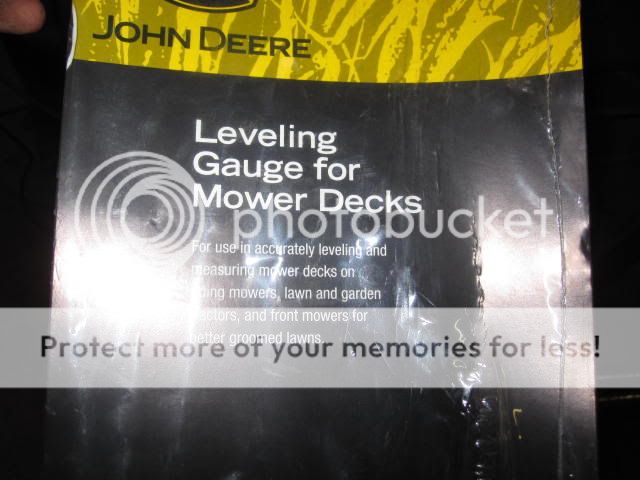 JOHN DEERE
Leveling
Gauge for
Mower Decks
photobucket
For use in accurately leveling and
measuring mower decks on
mowers, lawn and garden
and front mowers for
better groomed lawns.
Protect more of your memories for less!